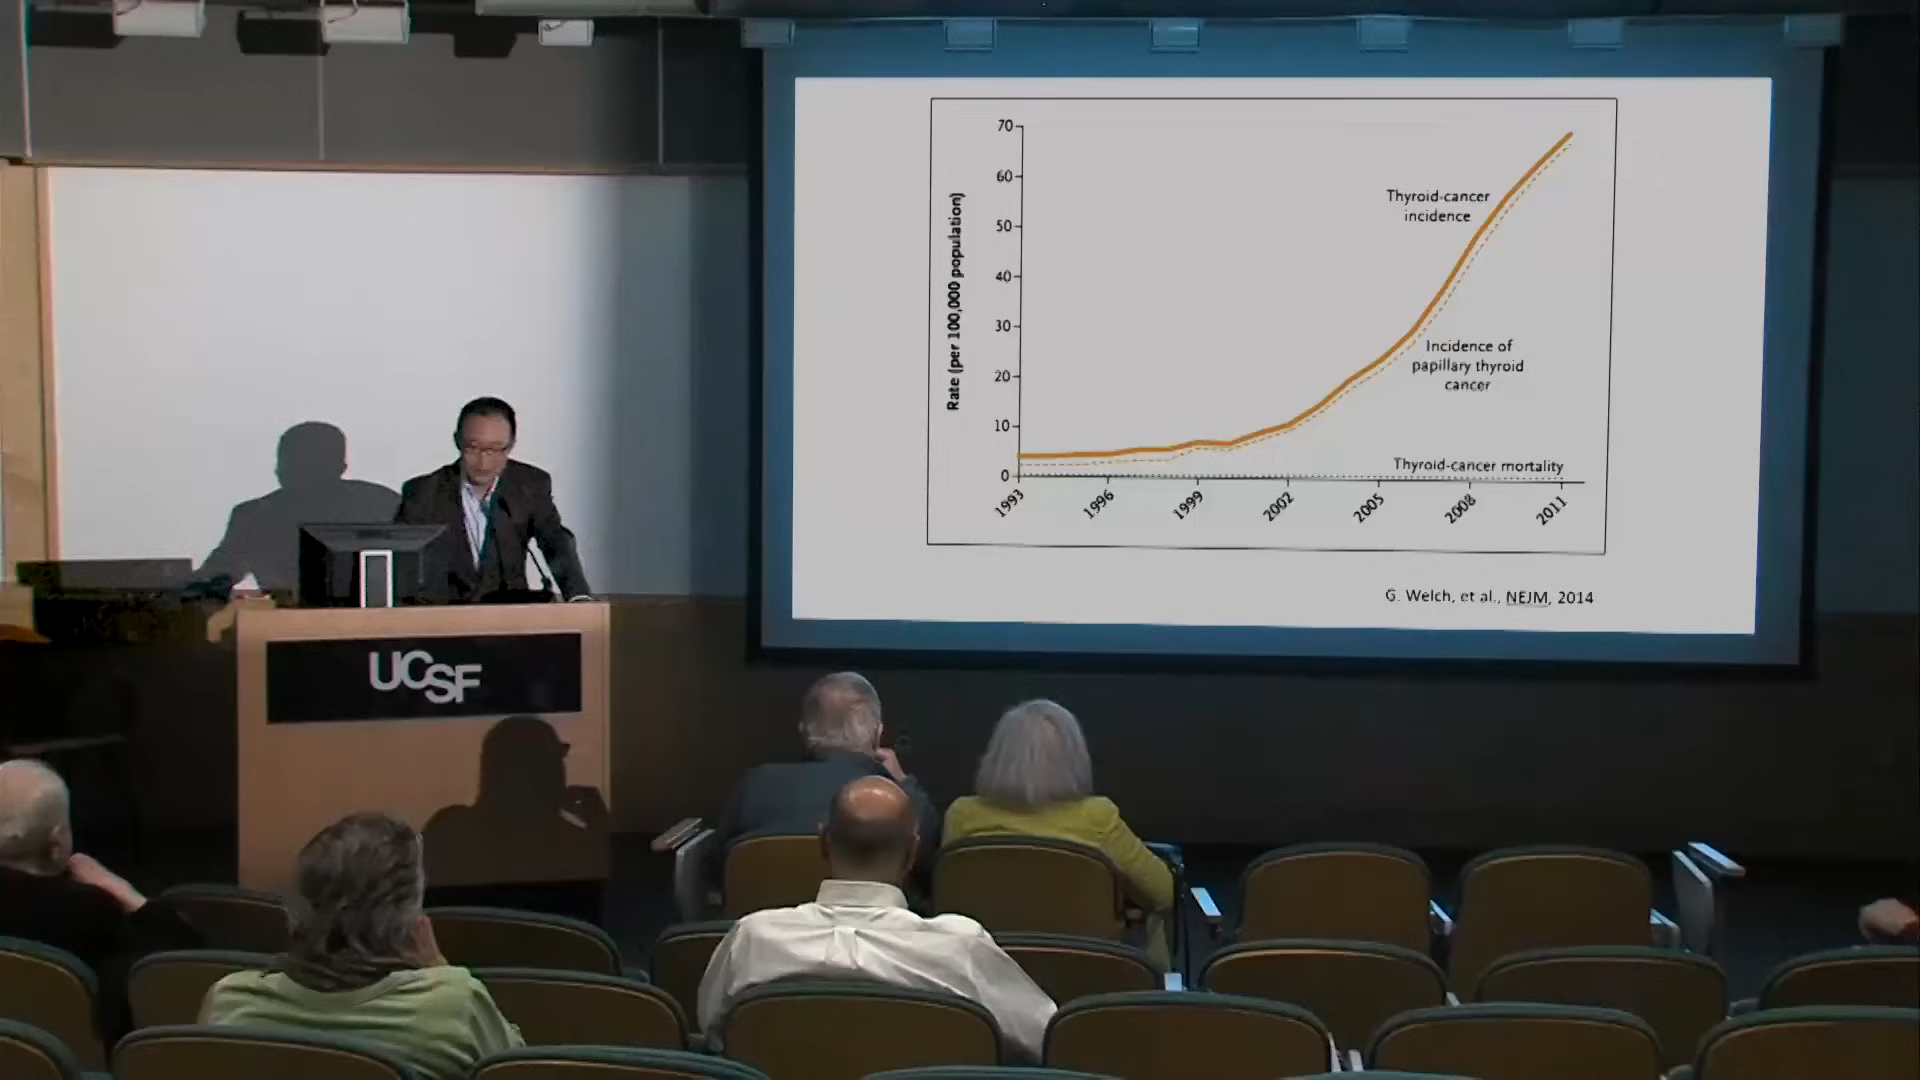 70
60
50
40
30
20
10
0
Rate (per 100,000 population)
Thyroid-cancer
incidence
Incidence of
papillary thyroid
cancer
Thyroid-cancer mortality
1993
1996
1999
2002
2005
2008
2011
G. Welch, et al., NEJM, 2014
UCSF